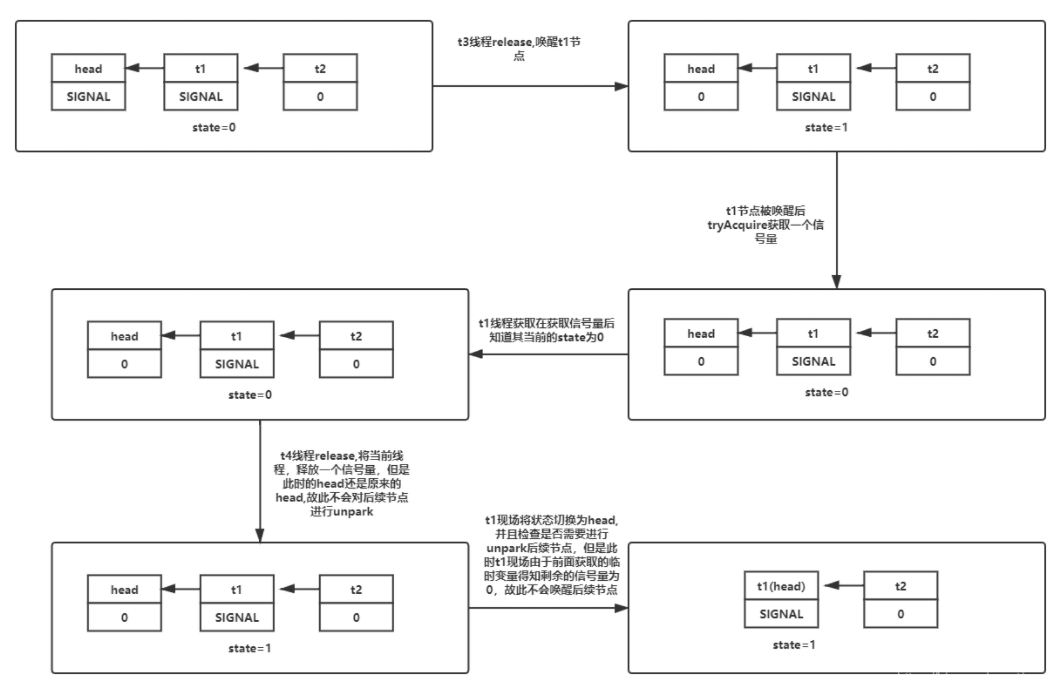 head
t1
t2
SIGNAL
SIGNAL
0
state=0
t3线程release,唤醒t1节
点
head
t1
t2
0
SIGNAL
0
state=1
t1节点被唤醒后
tryAcquire获取一个信
号量
head
t1
t2
0
SIGNAL
0
state=0
t1线程获取在获取信号量后
知道其当前的state为0
head
t1
t2
0
SIGNAL
0
state=0
t4线程release,将当前线
程，释放一个信号量，但是
此时的head还是原来的
head,故此不会对后续节点
进行unpark
head
t1
t2
0
SIGNAL
0
state=1
t1现场将状态切换为head,
并且检查是否需要进行
unpark后续节点，但是此
时t1现场由于前面获取的临
时变量得知剩余的信号量为
0，故此不会唤醒后续节点
t1(head)
t2
SIGNAL
0
state=1